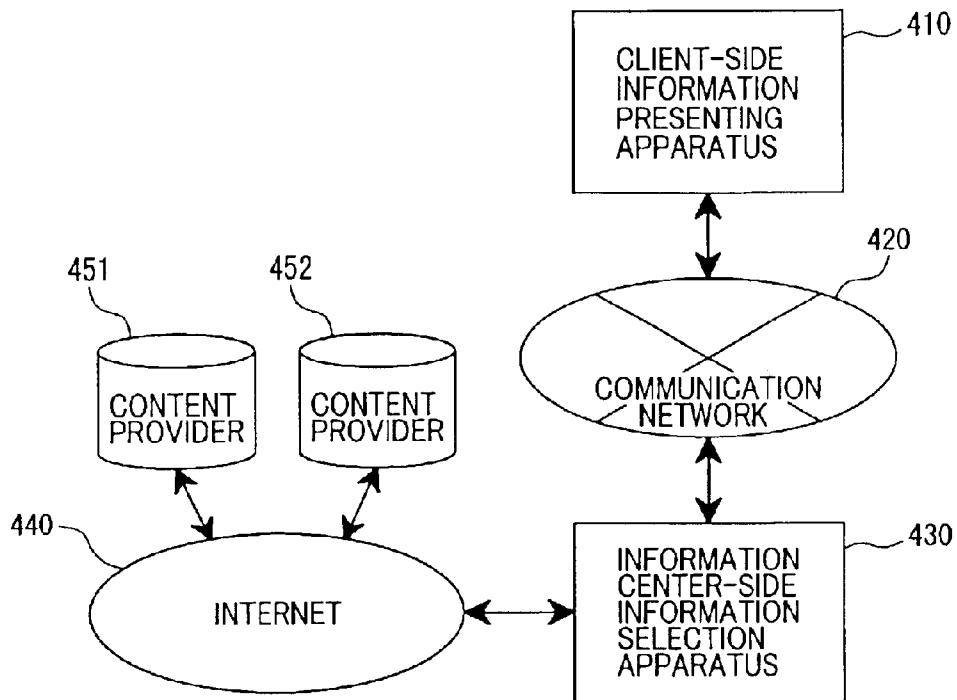 410
CLIENT-SIDE
INFORMATION
PRESENTING
APPARATUS
420
451
452
CONTENT
PROVIDER
CONTENT
PROVIDER
COMMUNICATION
NETWORK
440
INTERNET
430
INFORMATION
CENTER-SIDE
INFORMATION
SELECTION
APPARATUS